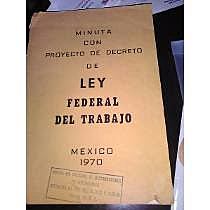 MINUTA
CON
PROYECTO DE DECRETO
DE
LEY
FEDERAL
DEL TRABAJO
MEXICO
1970